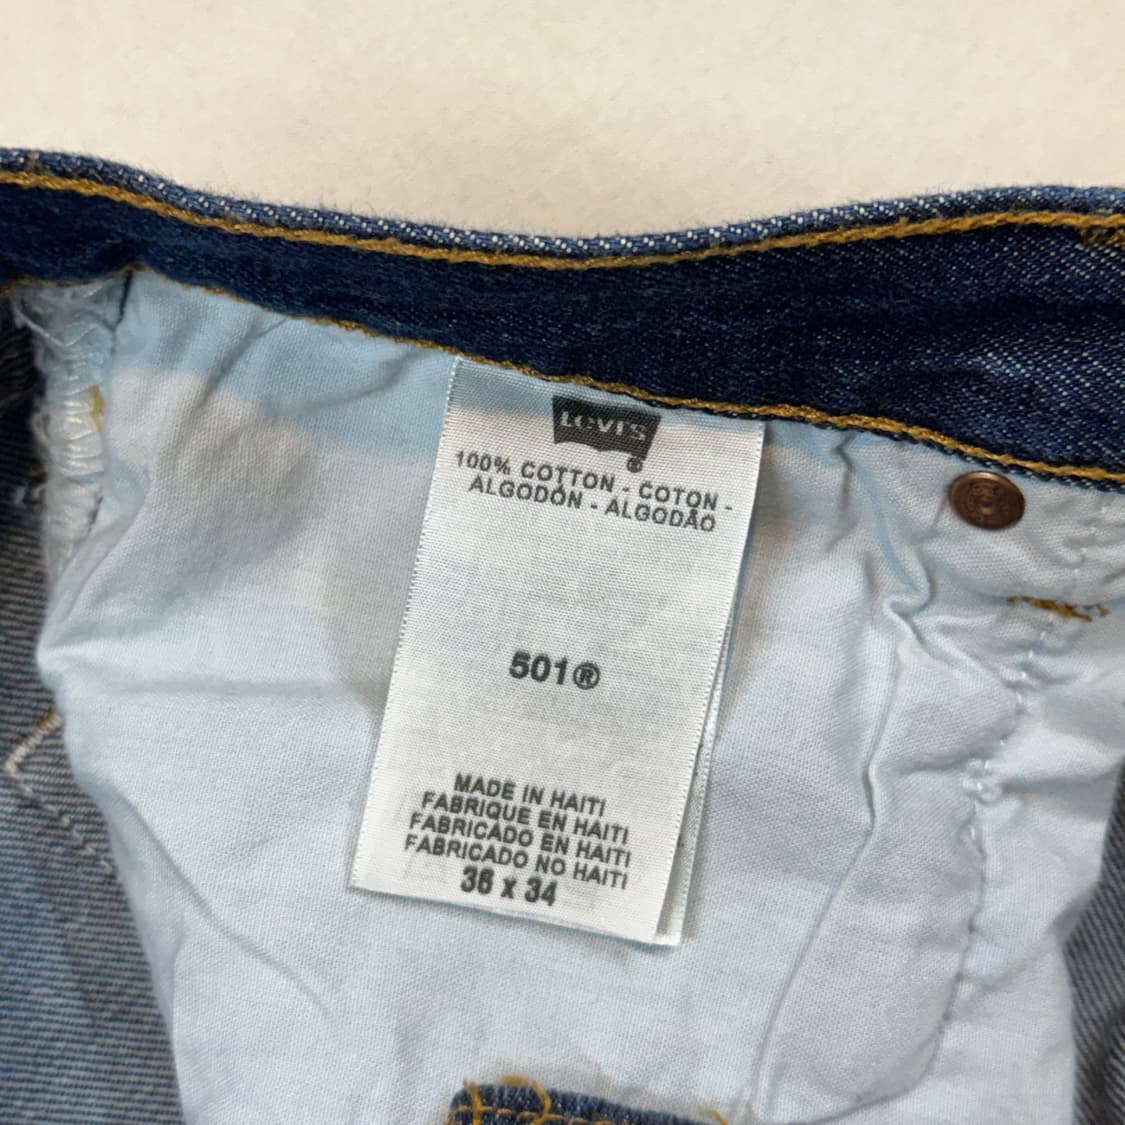 Levi's
®
100% COTTON - COTON -
ALGODÓN - ALGODÃO
501®
MADE IN HAITI
FABRIQUE EN HAITI
FABRICADO EN HAITI
FABRICADO NO HAITI
36 x 34